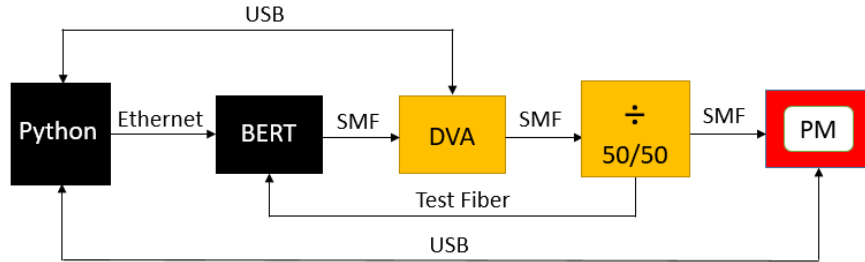 USB
Python
Ethernet
BERT
SMF
DVA
SMF
÷
50/50
SMF
PM
Test Fiber
USB